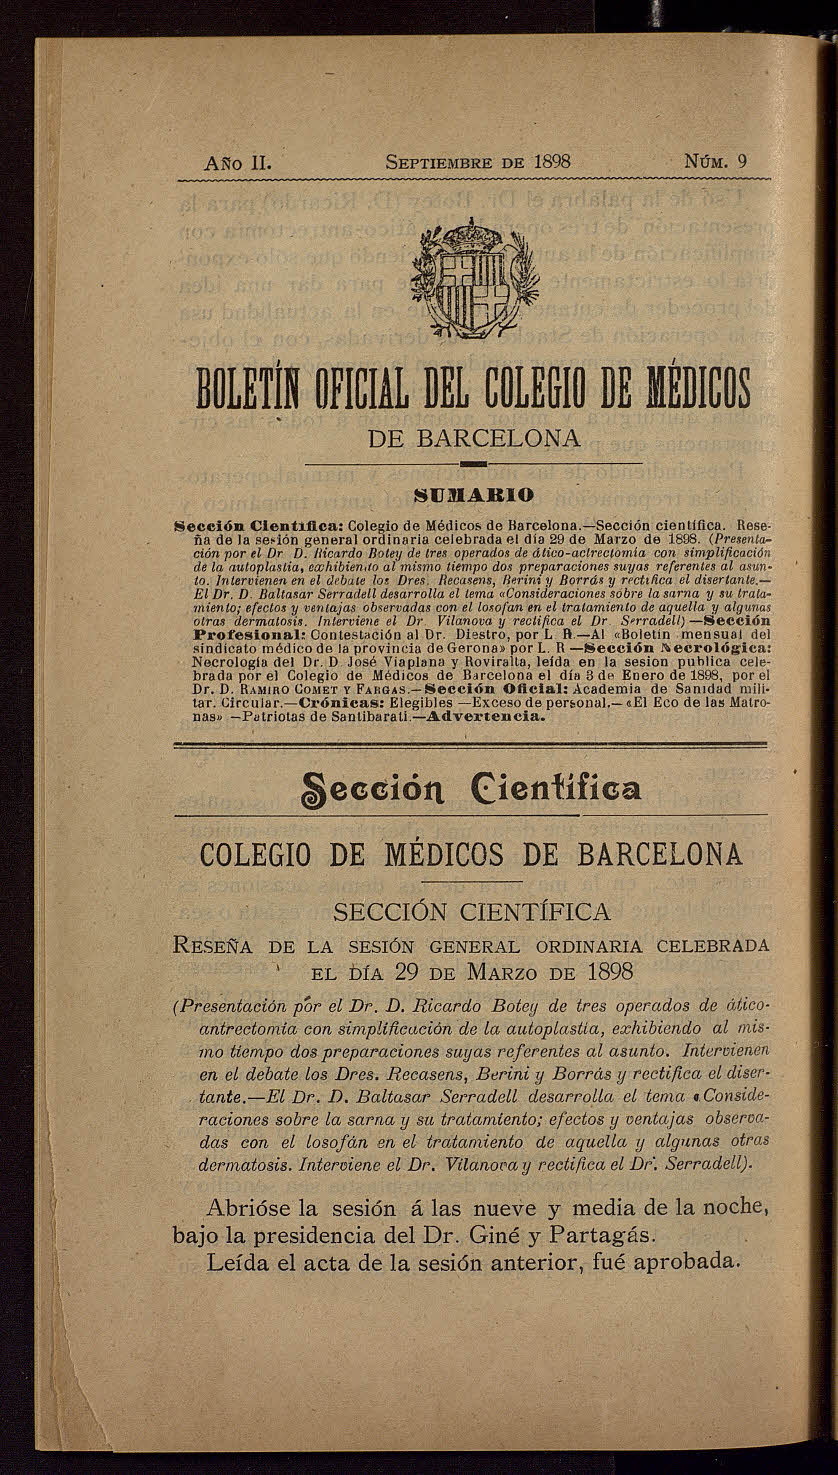 AÑO II. SEPTIEMBRE DE 1898 NÚM. 9
BOLETÍN OFICIAL DEL COLEGIO DE MÉDICOS
DE BARCELONA
SUMARIO
Sección Científica: Colegio de Médicos de Barcelona.—Sección científica. Rese-
ña de la sesión general ordinaria celebrada el día 29 de Marzo de 1898. (Presenta-
ción por el Dr D. Ricardo Botey de tres operados de ático-actrectomía con simplificación
de la autoplastia, exhibiendo al mismo tiempo dos preparaciones suyas referentes al asun-
to. Intervienen en el debate los Dres. Recasens, Berini y Borrás y rectifica el disertante.—
El Dr. D. Baltasar Serradell desarrolla el tema «Consideraciones sobre la sarna y su trata-
miento; efectos y ventajas observadas con el losofan en el tratamiento de aquella y algunas
otras dermatosis. Interviene el Dr Vilanova y rectifica el Dr Serradell) —Sección
Profesional: Contestación al Dr. Diestro, por L R.—Al «Boletin mensual del
sindicato médico de la provincia de Gerona» por L. R —Sección Necrológica:
Necrología del Dr. D José Viaplana y Roviralta, leída en la sesion publica cele-
brada por el Colegio de Médicos de Barcelona el día 3 de Enero de 1898, por el
Dr. D. RAMIRO COMET Y FARGAS.—Sección Oficial: Academia de Sanidad mili-
tar. Circular.—Crónicas: Elegibles —Exceso de personal.—«El Eco de las Matro-
nas» —Patriotas de Santibarati.—Advertencia.
Sección Científica
COLEGIO DE MÉDICOS DE BARCELONA
SECCIÓN CIENTÍFICA
RESEÑA DE LA SESIÓN GENERAL ORDINARIA CELEBRADA
EL DÍA 29 DE MARZO DE 1898
(Presentación por el Dr. D. Ricardo Botey de tres operados de ático-
antrectomia con simplificación de la autoplastia, exhibiendo al mis-
mo tiempo dos preparaciones suyas referentes al asunto. Intervienen
en el debate los Dres. Recasens, Berini y Borrás y rectifica el diser-
tante.—El Dr. D. Baltasar Serradell desarrolla el tema «Conside-
raciones sobre la sarna y su tratamiento; efectos y ventajas observa-
das con el losofán en el tratamiento de aquella y algunas otras
dermatosis. Interviene el Dr. Vilanova y rectifica el Dr. Serradell).
Abrióse la sesión á las nueve y media de la noche,
bajo la presidencia del Dr. Giné y Partagás.
Leída el acta de la sesión anterior, fué aprobada.